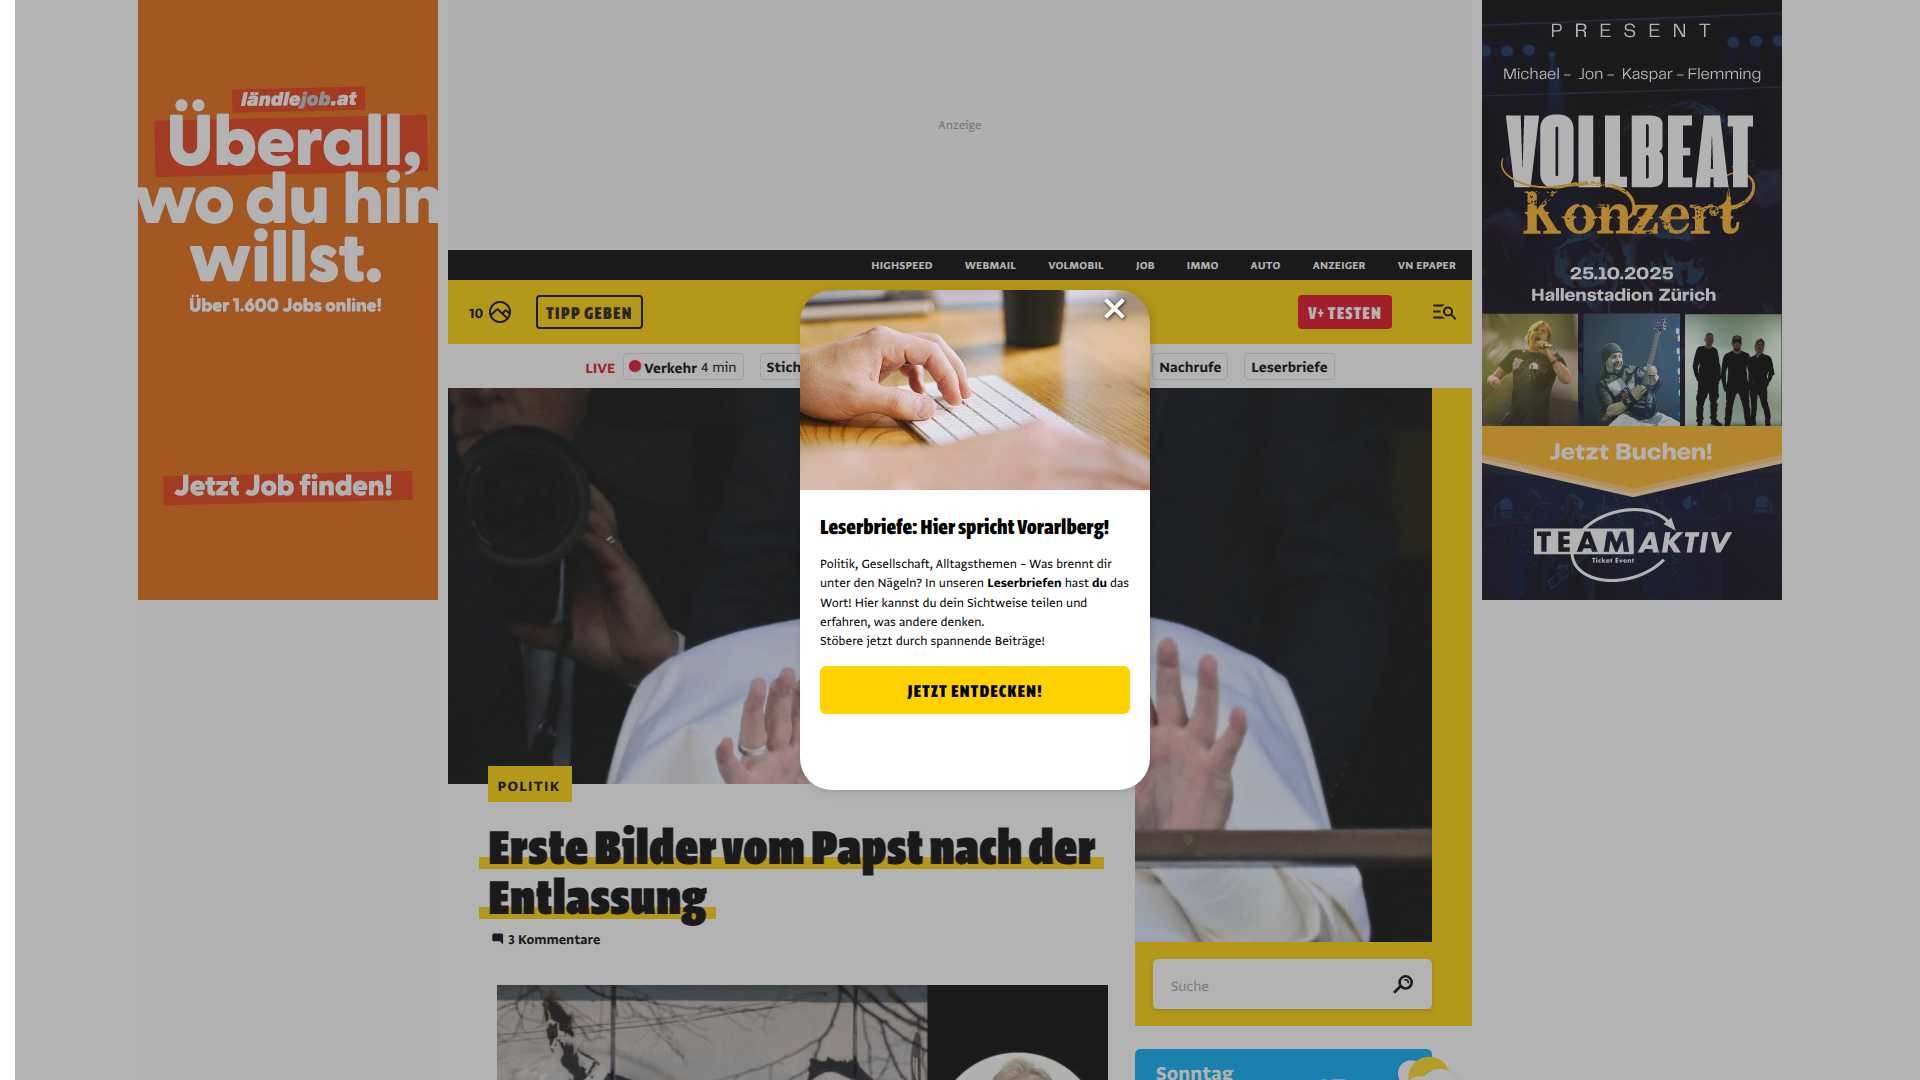 ländlejob.at
Überall,
wo du hin
willst.
Über 1.600 Jobs online!
Jetzt Job finden!
Anzeige
PRESENT
Michael – Jon – Kaspar – Flemming
VOLLBEAT
Konzert
25.10.2025
Hallenstadion Zürich
Jetzt Buchen!
TEAM AKTIV
Ticket Event
HIGHSPEED WEBMAIL VOLMOBIL JOB IMMO AUTO ANZEIGER VN EPAPER
10 TIPP GEBEN V+ TESTEN
LIVE Verkehr 4 min Stich Nachrufe Leserbriefe
Leserbriefe: Hier spricht Vorarlberg!
Politik, Gesellschaft, Alltagsthemen – Was brennt dir
unter den Nägeln? In unseren Leserbriefen hast du das
Wort! Hier kannst du dein Sichtweise teilen und
erfahren, was andere denken.
Stöbere jetzt durch spannende Beiträge!
JETZT ENTDECKEN!
POLITIK
Erste Bilder vom Papst nach der
Entlassung
3 Kommentare
Suche
Sonntag